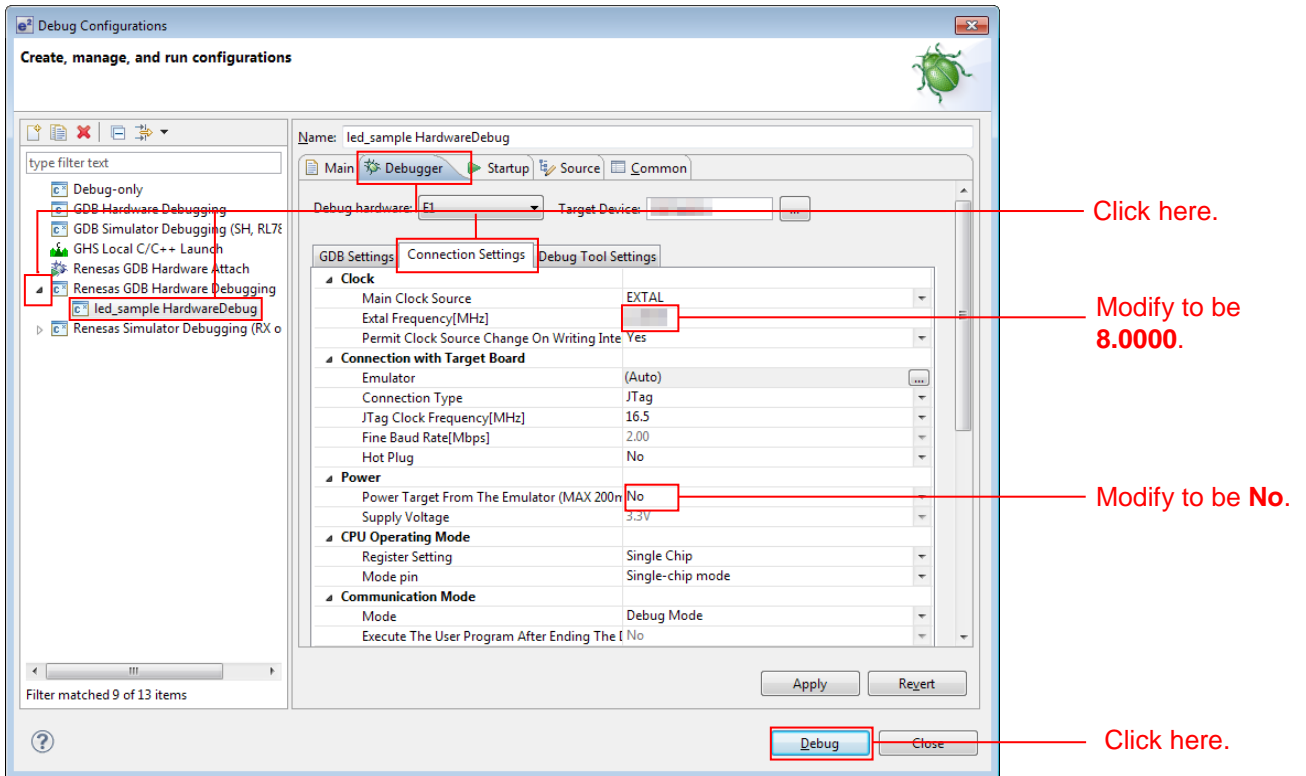 e² Debug Configurations
Create, manage, and run configurations
type filter text
Debug-only
GDB Hardware Debugging
GDB Simulator Debugging (SH, RL78
GHS Local C/C++ Launch
Renesas GDB Hardware Attach
Renesas GDB Hardware Debugging
led_sample HardwareDebug
Renesas Simulator Debugging (RX o
Filter matched 9 of 13 items
Name: led_sample HardwareDebug
Main Debugger Startup Source Common
Debug hardware: E1 Target Device: ...
GDB Settings Connection Settings Debug Tool Settings
Clock
Main Clock Source EXTAL
Extal Frequency[MHz]
Permit Clock Source Change On Writing Inte Yes
Connection with Target Board
Emulator (Auto) ...
Connection Type JTag
JTag Clock Frequency[MHz] 16.5
Fine Baud Rate[Mbps] 2.00
Hot Plug No
Power
Power Target From The Emulator (MAX 200m No
Supply Voltage 3.3V
CPU Operating Mode
Register Setting Single Chip
Mode pin Single-chip mode
Communication Mode
Mode Debug Mode
Execute The User Program After Ending The D No
Apply Revert
? Debug Close
Click here.
Modify to be
8.0000.
Modify to be No.
Click here.